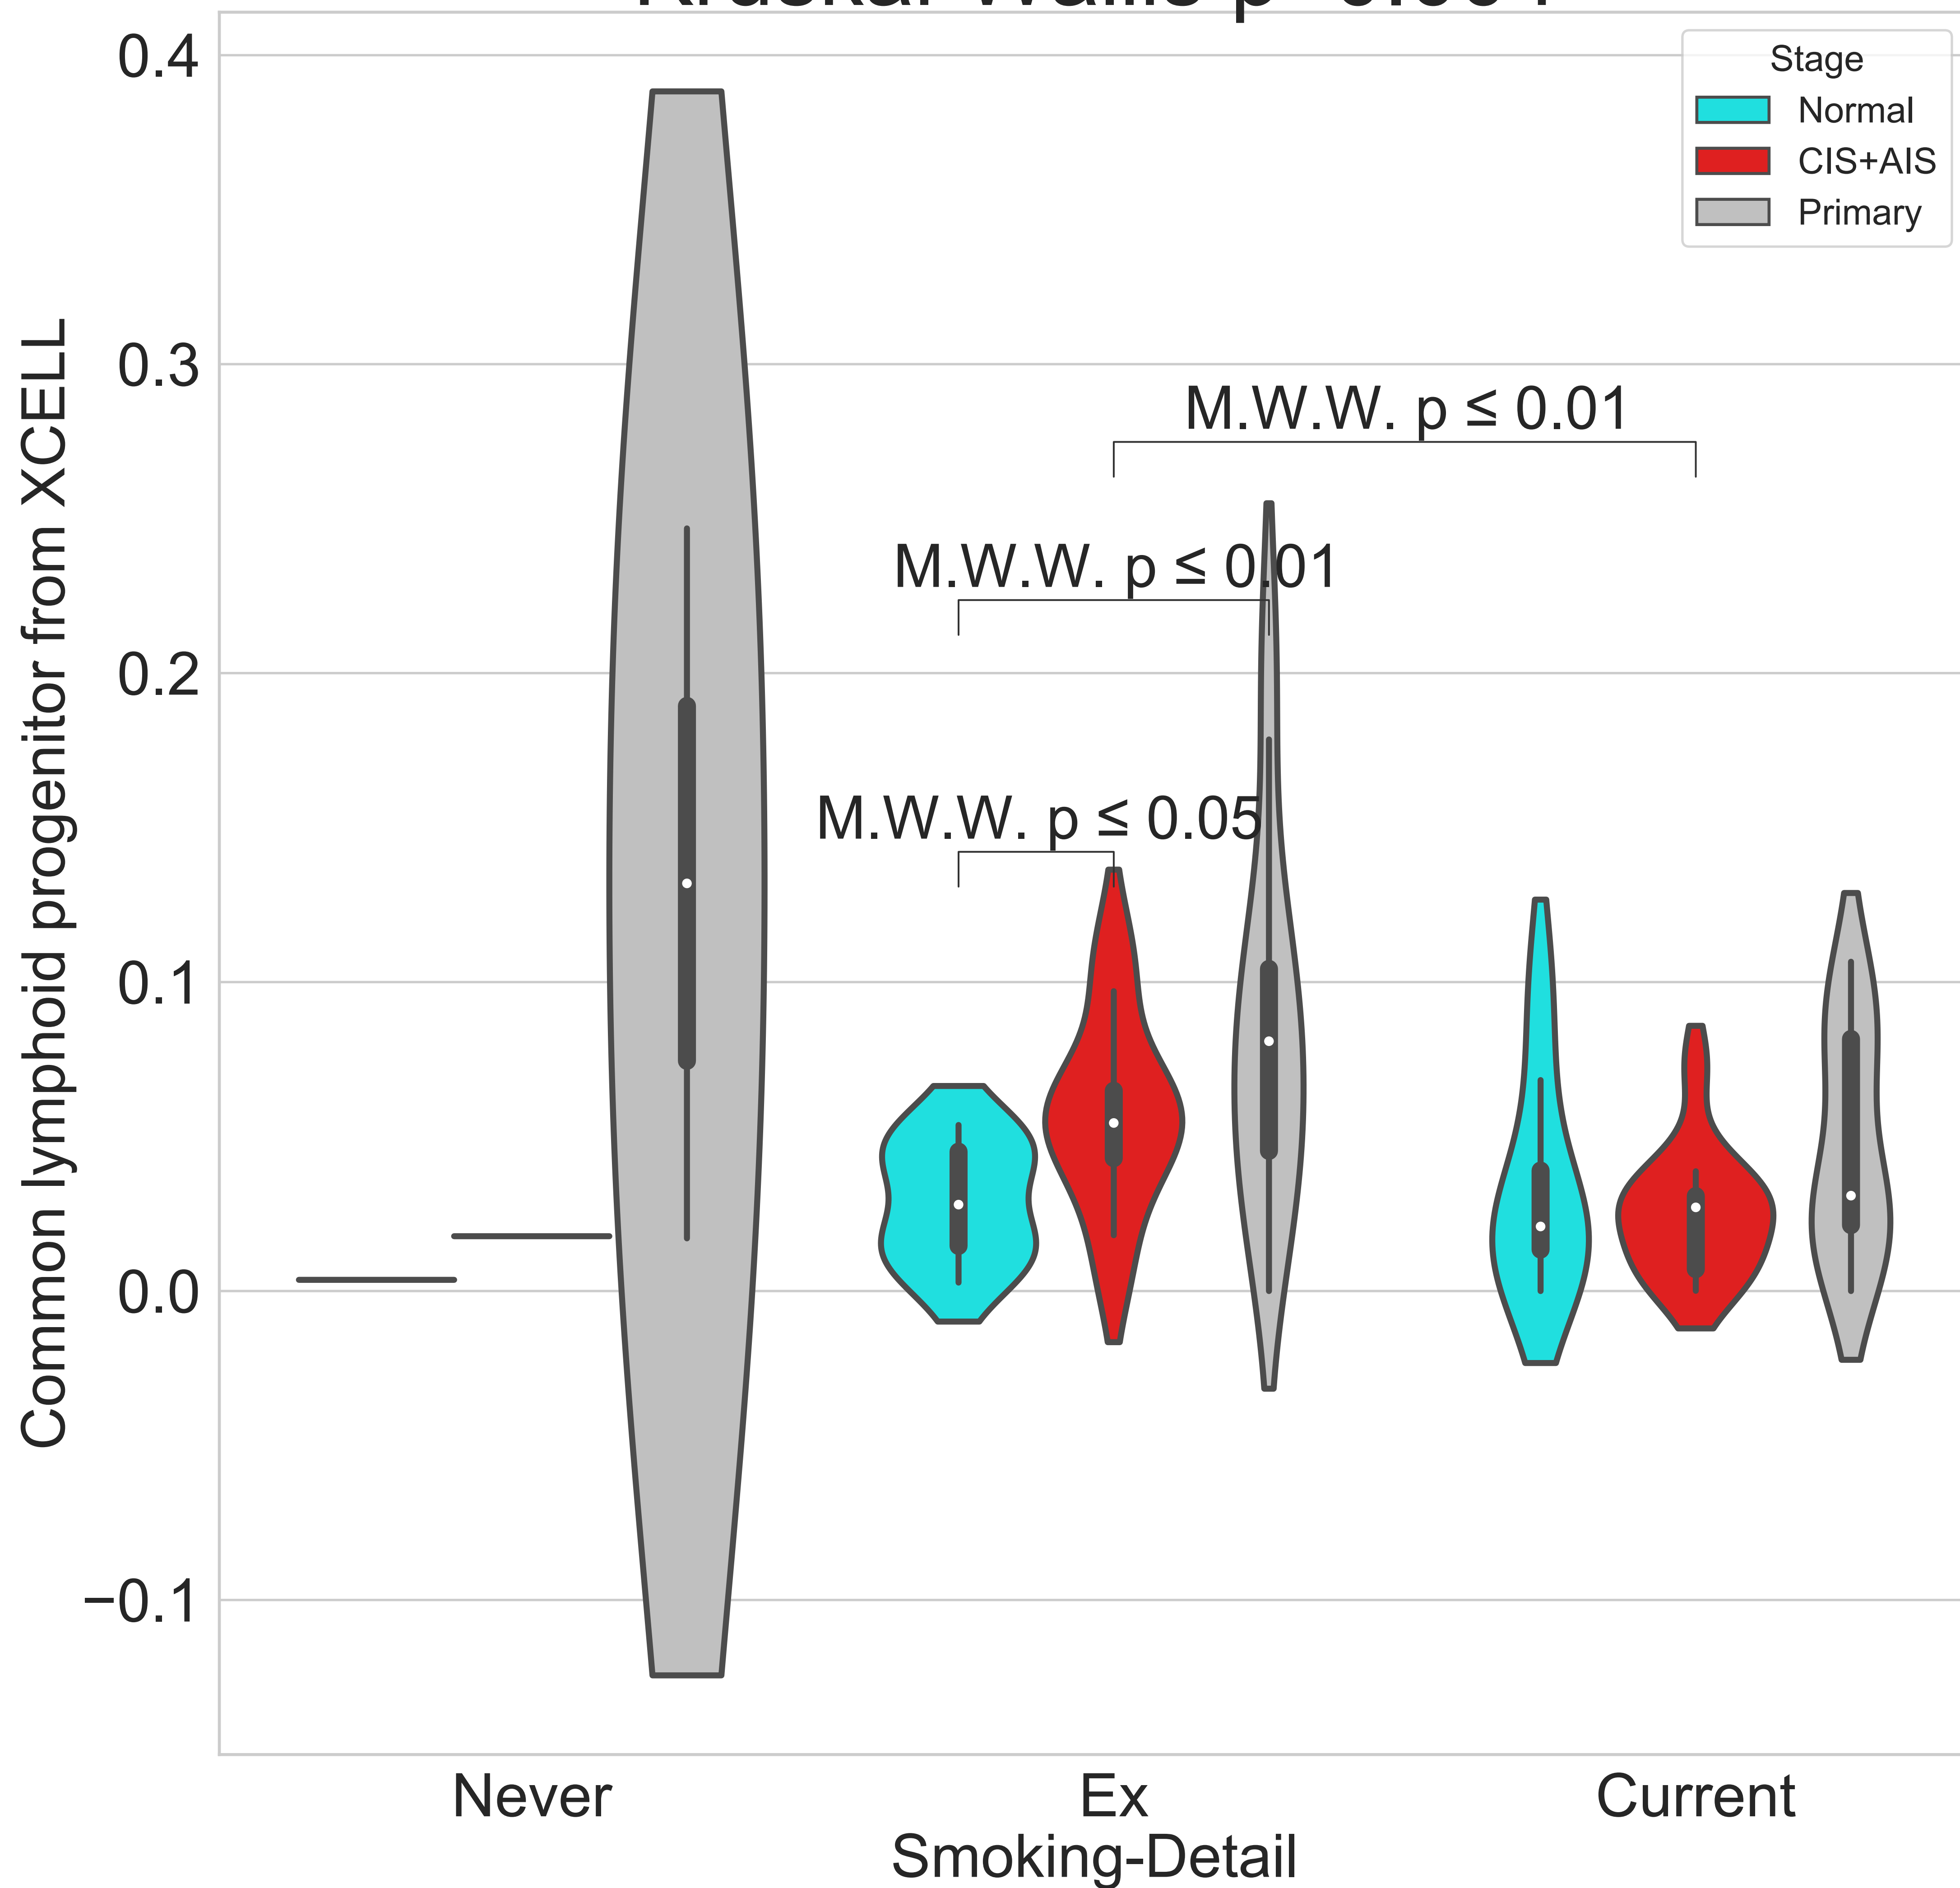 0.4
0.3
0.2
0.1
0.0
−0.1
Common lymphoid progenitor from XCELL
Stage
Normal
CIS+AIS
Primary
M.W.W. p ≤ 0.01
M.W.W. p ≤ 0.01
M.W.W. p ≤ 0.05
Never
Ex
Current
Smoking-Detail